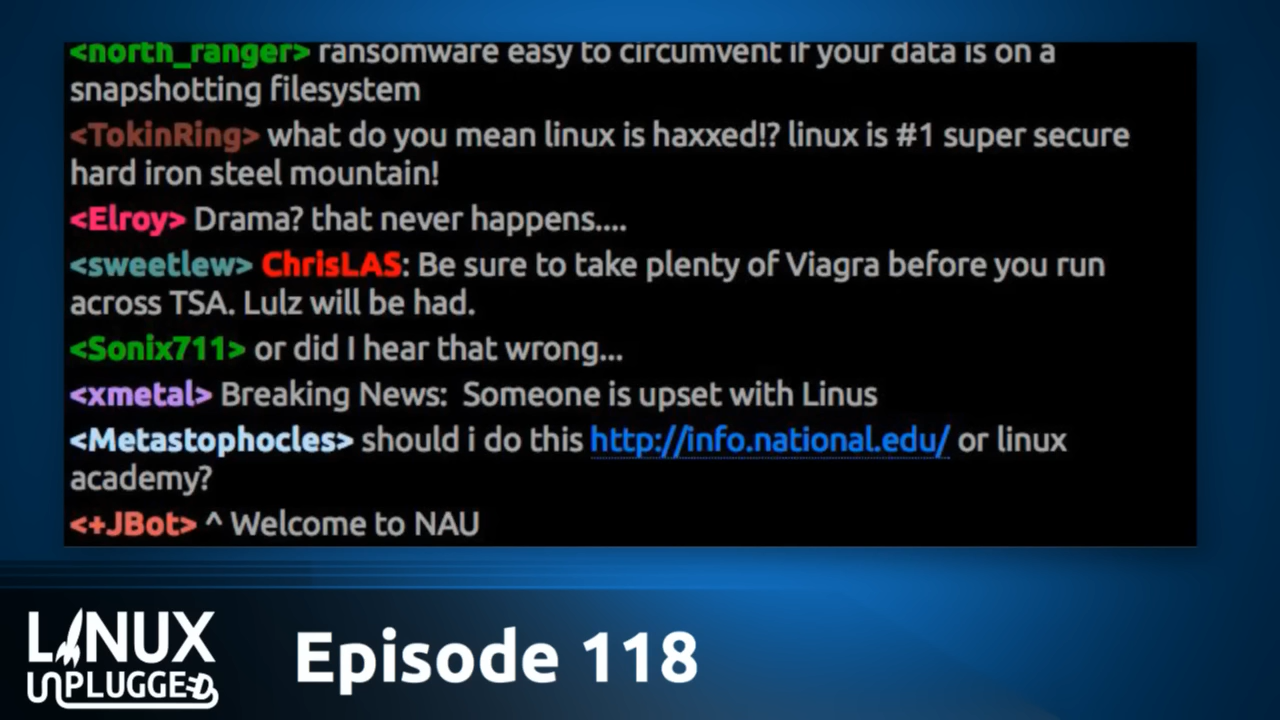 <north_ranger> ransomware easy to circumvent if your data is on a
snapshotting filesystem
<TokinRing> what do you mean linux is haxxed!? linux is #1 super secure
hard iron steel mountain!
<Elroy> Drama? that never happens....
<sweetlew> ChrisLAS: Be sure to take plenty of Viagra before you run
across TSA. Lulz will be had.
<Sonix711> or did I hear that wrong...
<xmetal> Breaking News:  Someone is upset with Linus
<Metastophocles> should i do this http://info.national.edu/ or linux
academy?
<+JBot> ^ Welcome to NAU
LINUX
UNPLUGGED
Episode 118